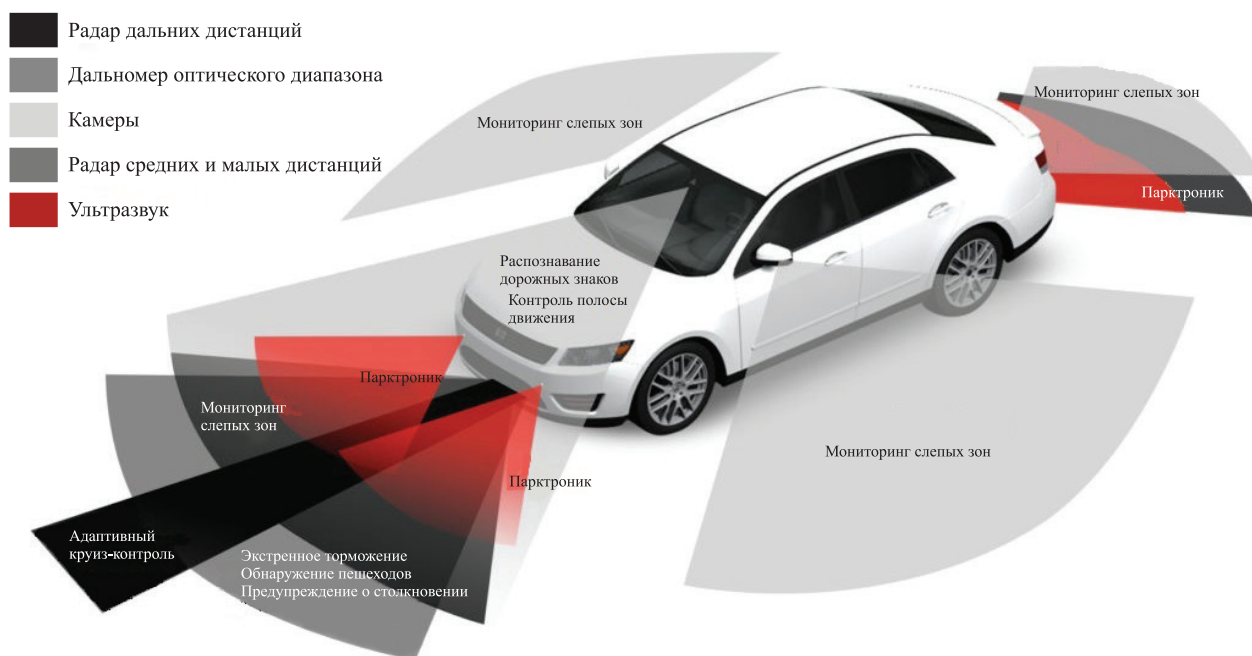 Радар дальних дистанций
Дальномер оптического диапазона
Камеры
Радар средних и малых дистанций
Ультразвук
Мониторинг слепых зон
Мониторинг слепых зон
Парктроник
Распознавание
дорожных знаков
Контроль полосы
движения
Парктроник
Мониторинг
слепых зон
Мониторинг слепых зон
Парктроник
Адаптивный
круиз-контроль
Экстренное торможение
Обнаружение пешеходов
Предупреждение о столкновении